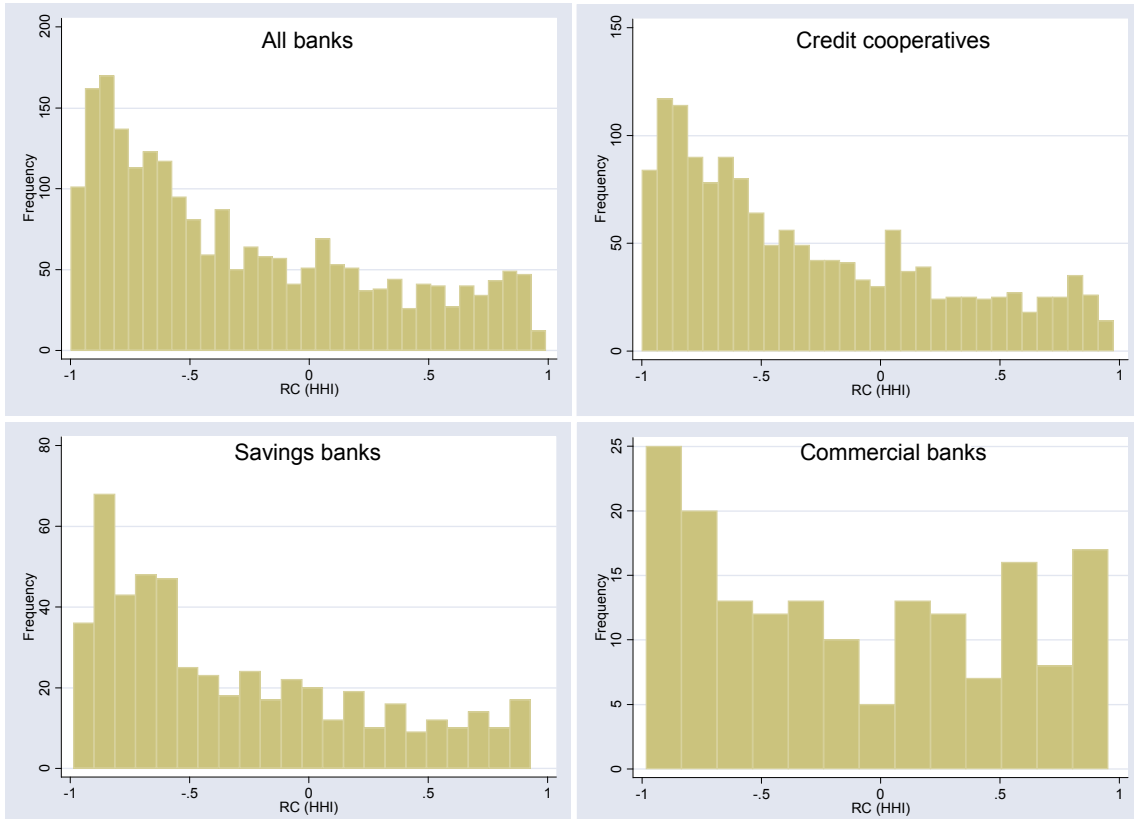 All banks
Frequency
200
150
100
50
0
-1 -.5 0 .5 1
RC (HHI)
Credit cooperatives
Frequency
150
100
50
0
-1 -.5 0 .5 1
RC (HHI)
Savings banks
Frequency
80
60
40
20
0
-1 -.5 0 .5 1
RC (HHI)
Commercial banks
Frequency
25
20
15
10
5
0
-1 -.5 0 .5 1
RC (HHI)